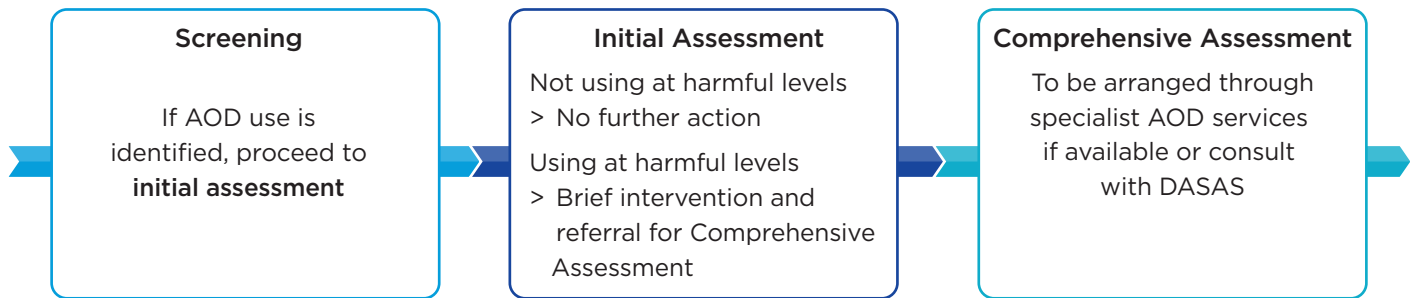 Screening
If AOD use is
identified, proceed to
initial assessment
Initial Assessment
Not using at harmful levels
> No further action
Using at harmful levels
> Brief intervention and
referral for Comprehensive
Assessment
Comprehensive Assessment
To be arranged through
specialist AOD services
if available or consult
with DASAS